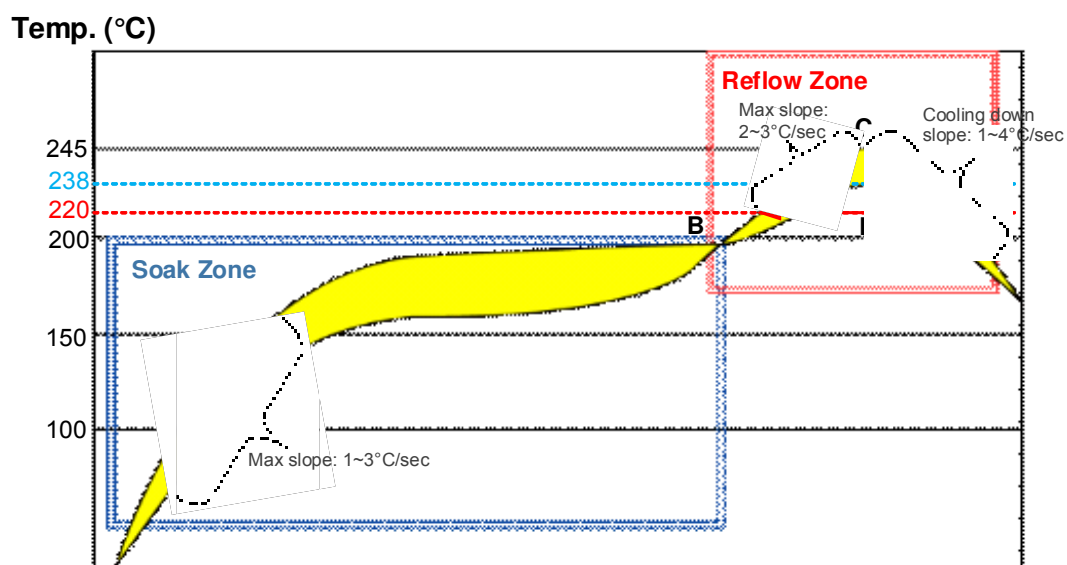 Temp. (°C)
Reflow Zone
Max slope:
2~3°C/sec
C
Cooling down
slope: 1~4°C/sec
245
238
220
B
200
Soak Zone
150
100
Max slope: 1~3°C/sec